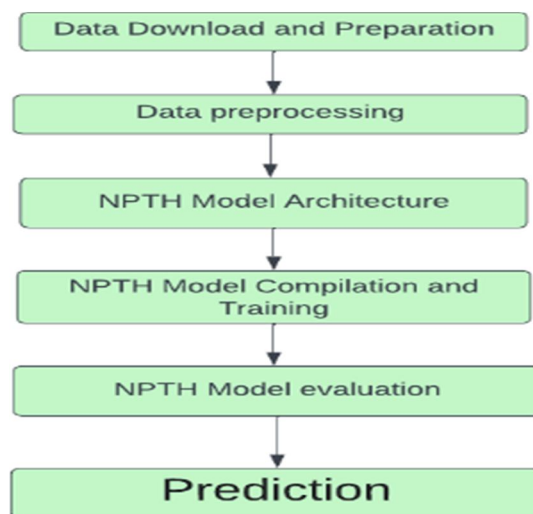 Data Download and Preparation
Data preprocessing
NPTH Model Architecture
NPTH Model Compilation and
Training
NPTH Model evaluation
Prediction